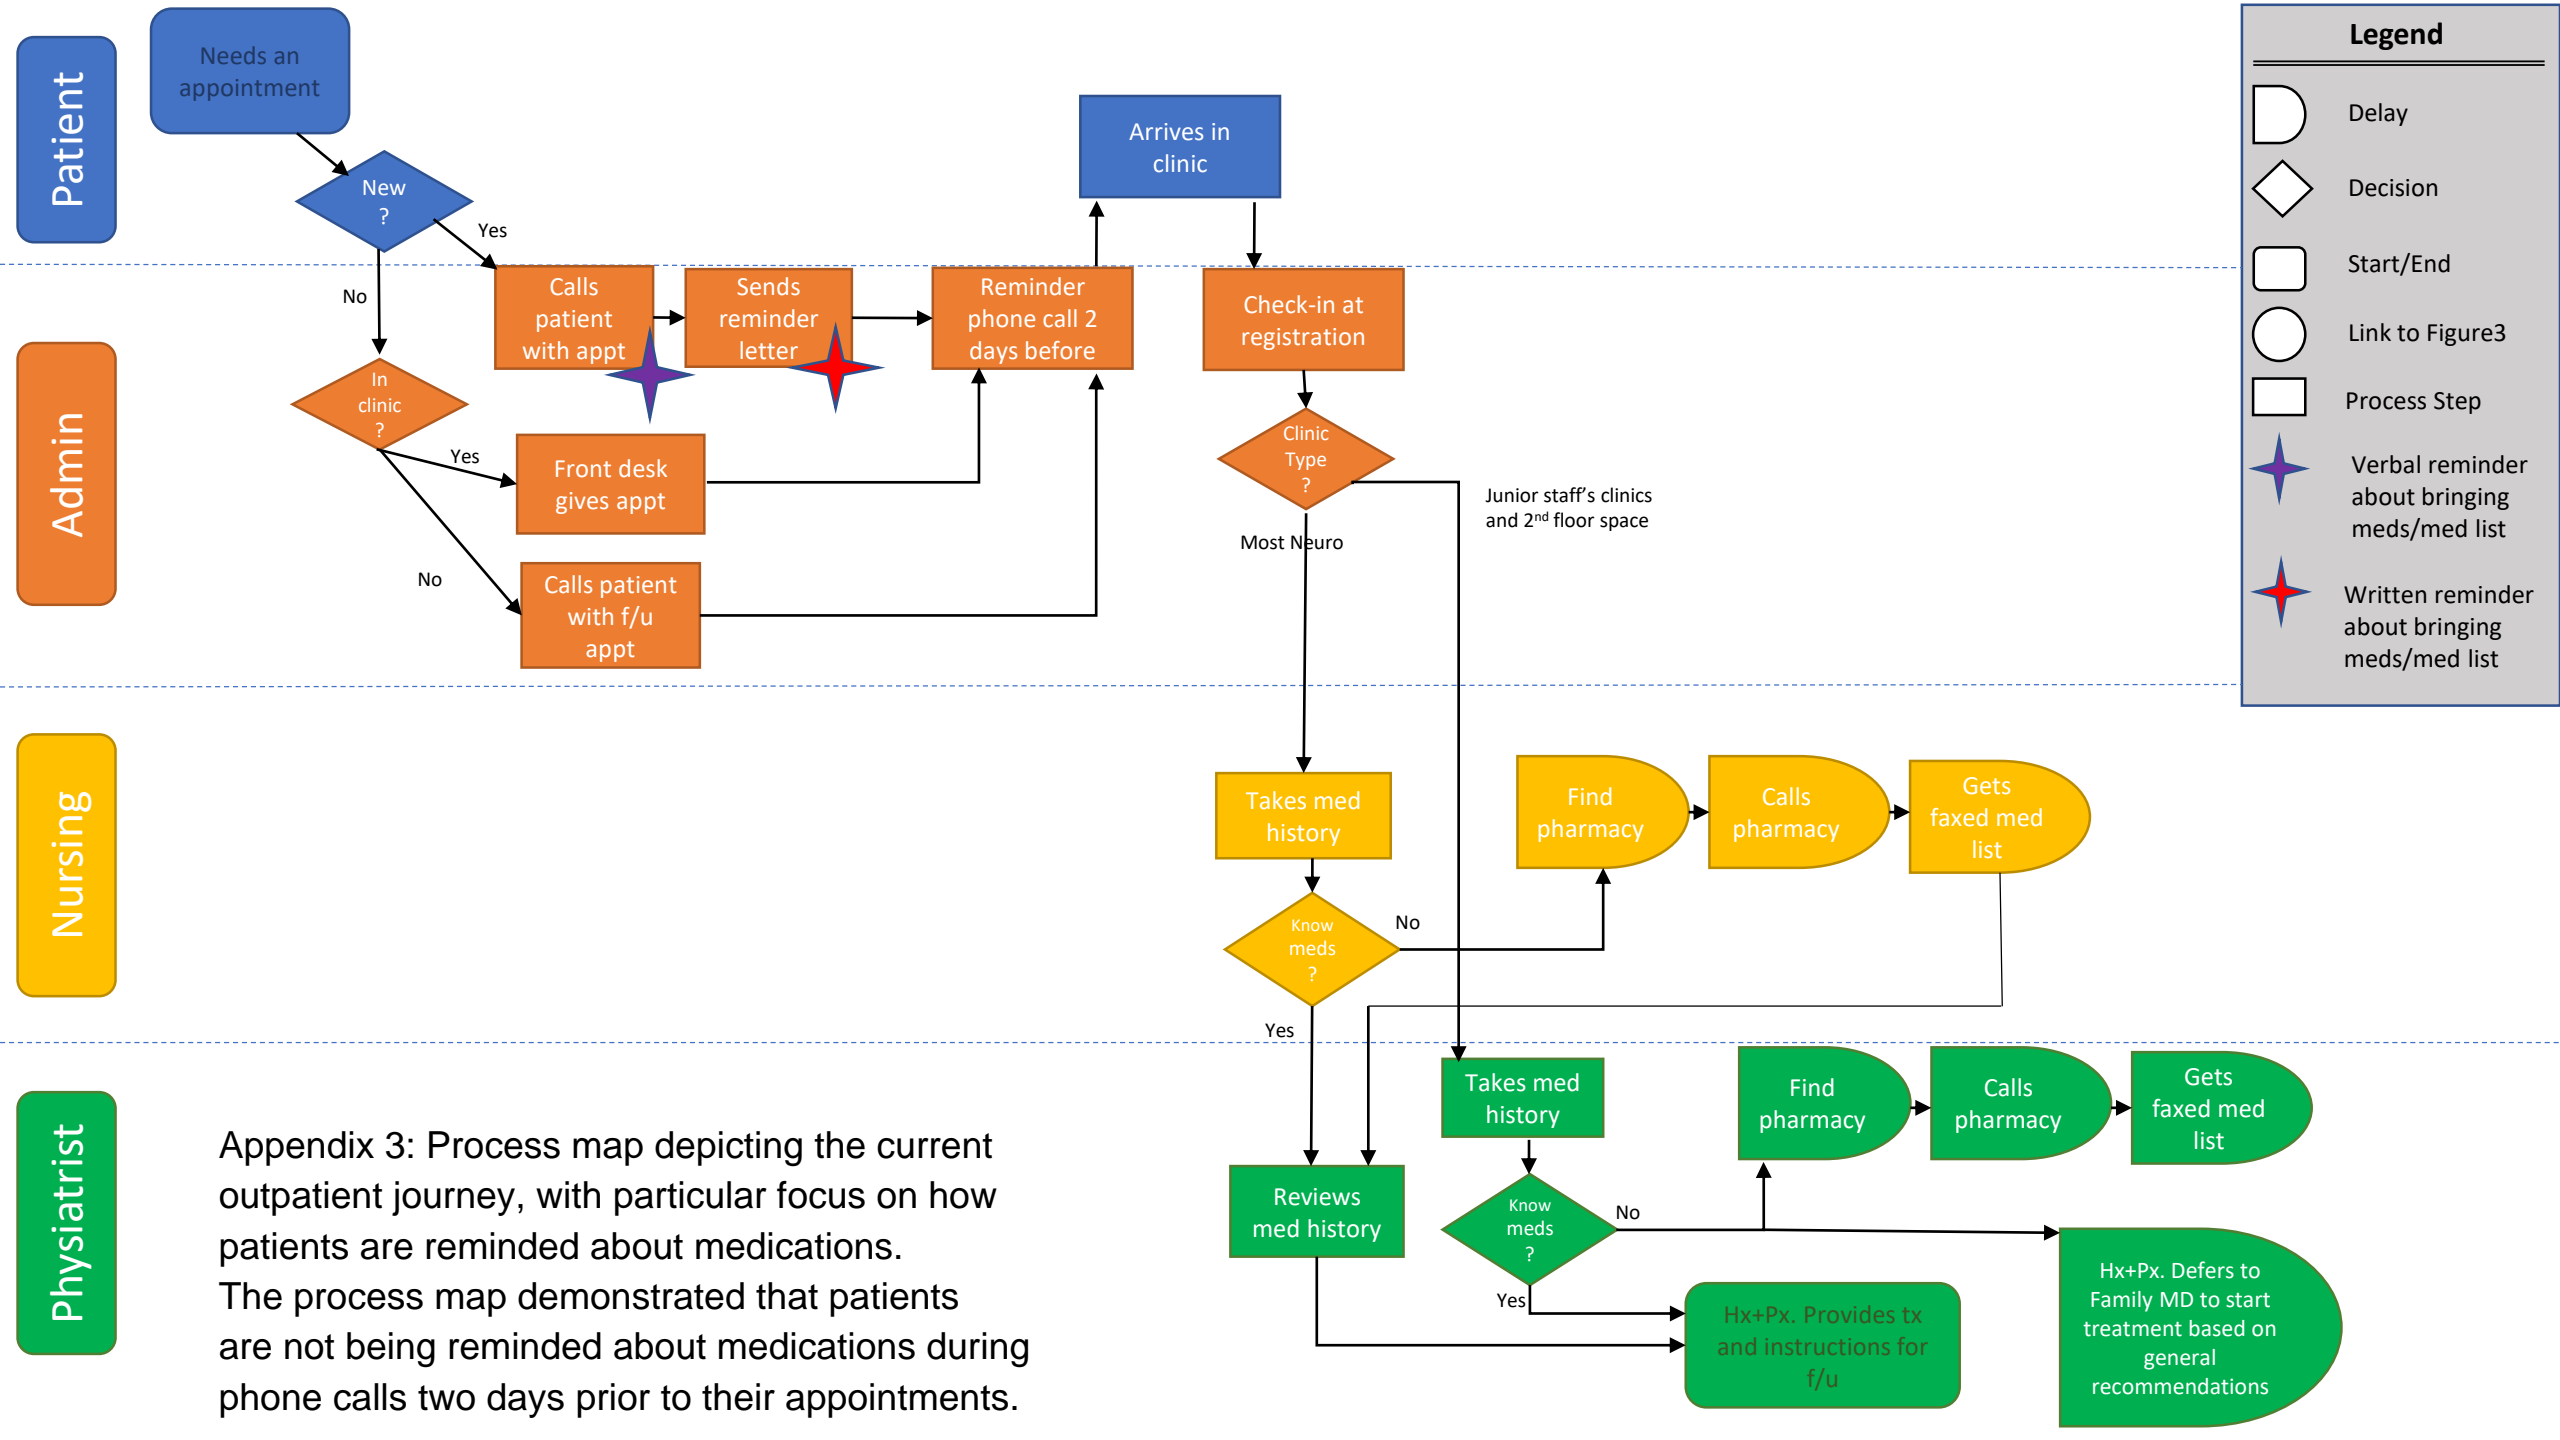 Patient
Needs an
appointment
New
?
Yes
No
Arrives in
clinic
Admin
Calls
patient
with appt
Sends
reminder
letter
Reminder
phone call 2
days before
Check-in at
registration
In
clinic
?
Yes
No
Front desk
gives appt
Calls patient
with f/u
appt
Clinic
Type
?
Most Neuro
Junior staff's clinics
and 2nd floor space
Nursing
Takes med
history
Know
meds
?
No
Yes
Find
pharmacy
Calls
pharmacy
Gets
faxed med
list
Physiatrist
Reviews
med history
Takes med
history
Know
meds
?
No
Yes
Find
pharmacy
Calls
pharmacy
Gets
faxed med
list
Hx+Px. Provides tx
and instructions for
f/u
Hx+Px. Defers to
Family MD to start
treatment based on
general
recommendations
Appendix 3: Process map depicting the current
outpatient journey, with particular focus on how
patients are reminded about medications.
The process map demonstrated that patients
are not being reminded about medications during
phone calls two days prior to their appointments.
Legend
Delay
Decision
Start/End
Link to Figure3
Process Step
Verbal reminder
about bringing
meds/med list
Written reminder
about bringing
meds/med list